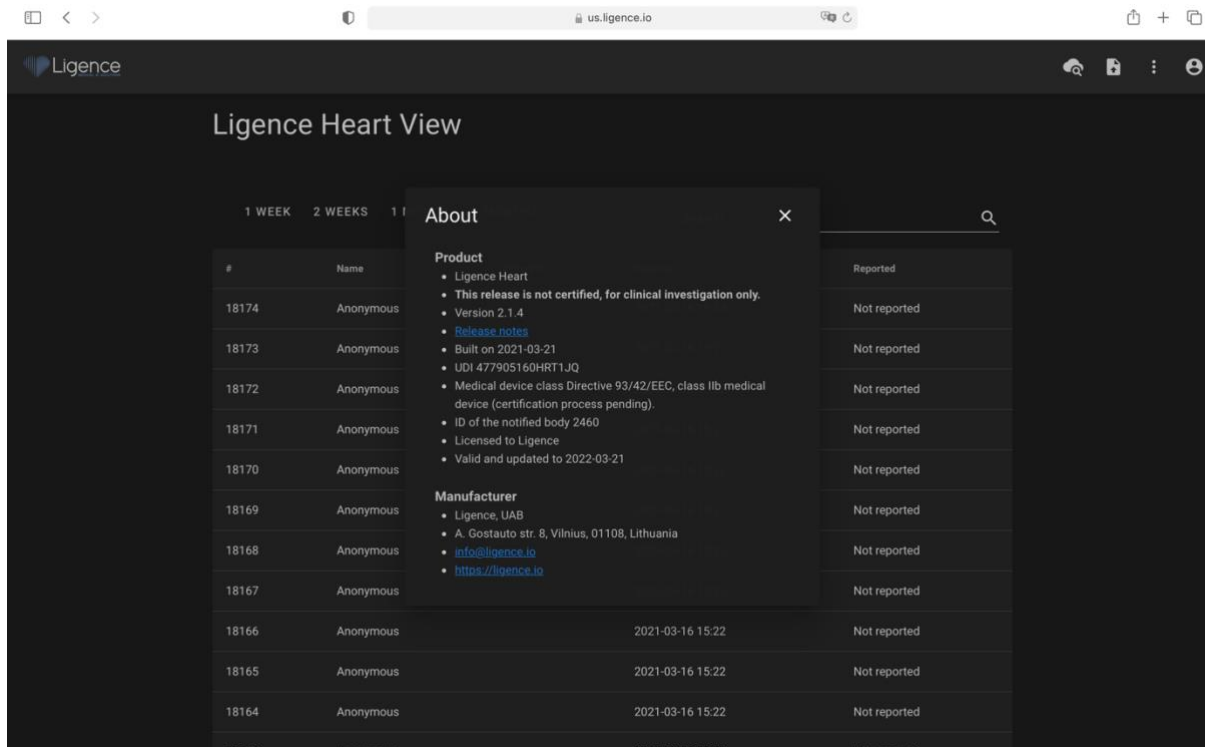 us.ligence.io
Ligence
Ligence Heart View
1 WEEK 2 WEEKS 1
About
Product
Ligence Heart
This release is not certified, for clinical investigation only.
Version 2.1.4
Release notes
Built on 2021-03-21
UDI 477905160HRT1JQ
Medical device class Directive 93/42/EEC, class IIb medical
device (certification process pending).
ID of the notified body 2460
Licensed to Ligence
Valid and updated to 2022-03-21
Manufacturer
Ligence, UAB
A. Gostauto str. 8, Vilnius, 01108, Lithuania
info@ligence.io
https://ligence.io
# Name Reported
18174 Anonymous Not reported
18173 Anonymous Not reported
18172 Anonymous Not reported
18171 Anonymous Not reported
18170 Anonymous Not reported
18169 Anonymous Not reported
18168 Anonymous Not reported
18167 Anonymous Not reported
18166 Anonymous 2021-03-16 15:22 Not reported
18165 Anonymous 2021-03-16 15:22 Not reported
18164 Anonymous 2021-03-16 15:22 Not reported